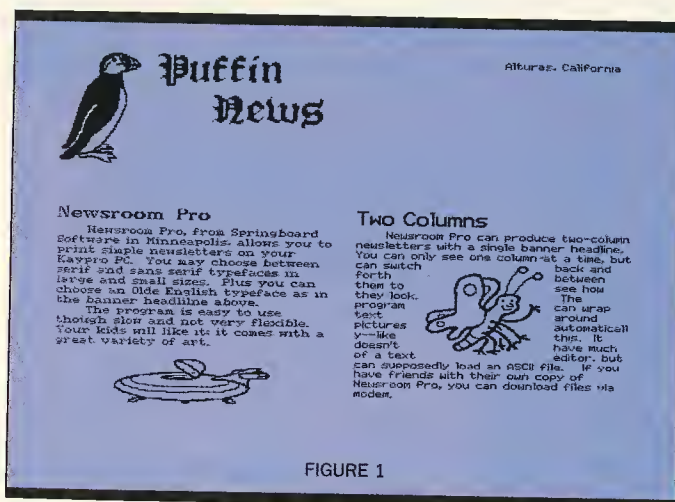 Puffin
News
Alturas, California
Newsroom Pro
Newsroom Pro, from Springboard
Software in Minneapolis, allows you to
print simple newsletters on your
Kaypro PC. You may choose between
serif and sans serif typefaces in
large and small sizes. Plus you can
choose an Olde English typeface as in
the banner headlilne above.
The program is easy to use
though slow and not very flexible.
Your kids will like it: it comes with a
great variety of art.
Two Columns
Newsroom Pro can produce two-column
newsletters with a single banner headline.
You can only see one column at a time, but
can switch back and
forth between
them to see how
they look. The
program can wrap
text around
pictures automaticall
y--like this. It
doesn't have much
of a text editor, but
can supposedly load an ASCII file. If you
have friends with their own copy of
Newsroom Pro, you can download files via
modem.
FIGURE 1